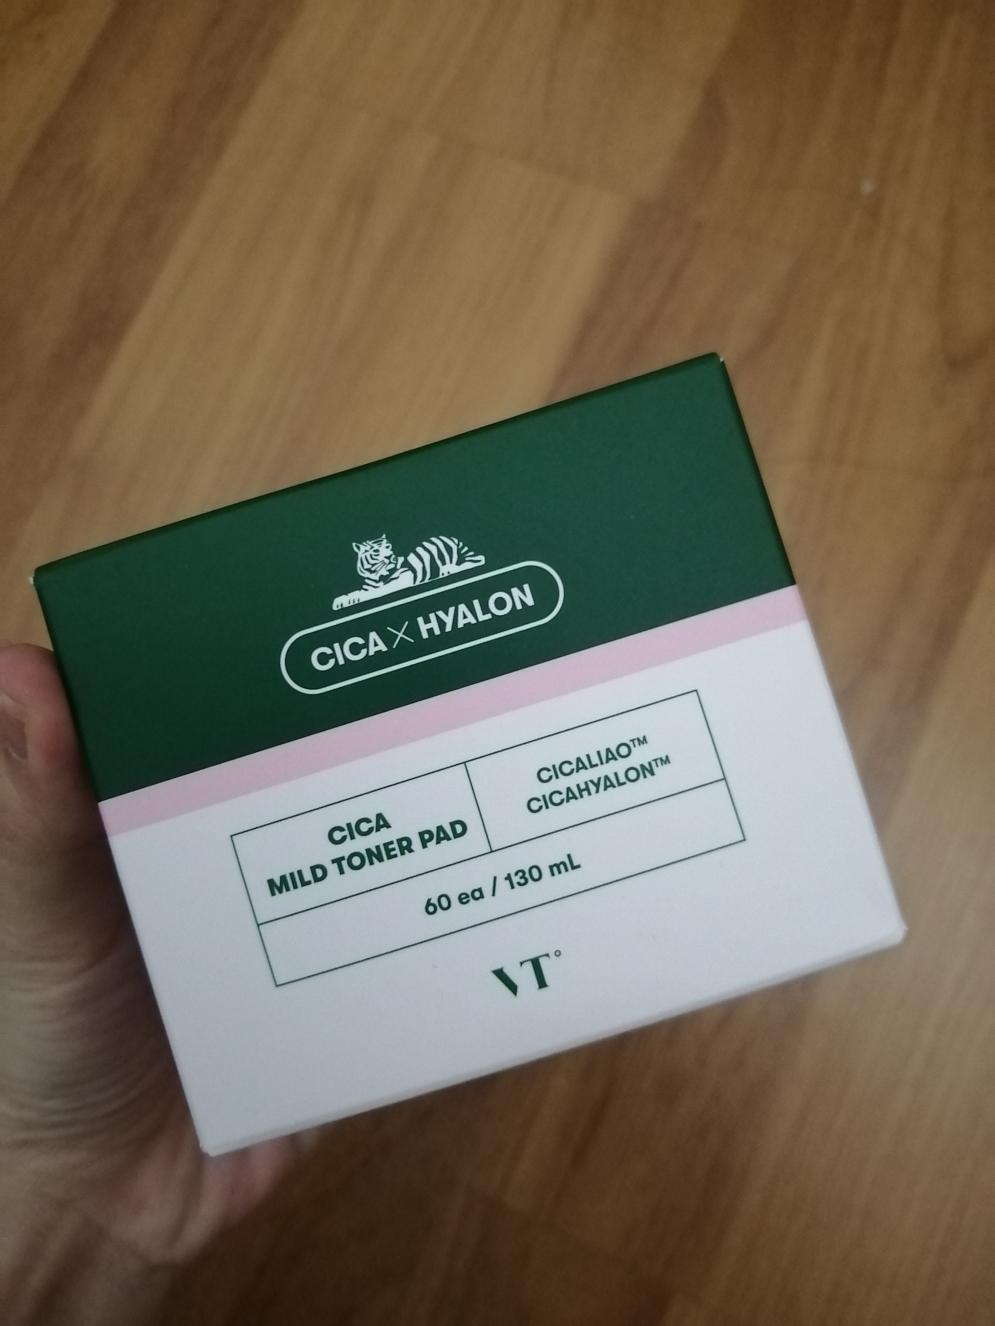 CICA × HYALON
CICA
MILD TONER PAD
CICALIAO™
CICAHYALON™
60 ea / 130 mL
VT°